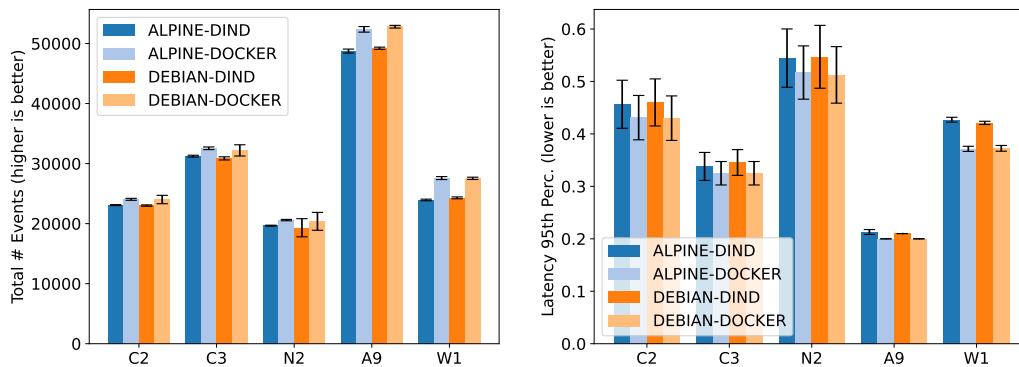 Total # Events (higher is better)
50000
40000
30000
20000
10000
0
ALPINE-DIND
ALPINE-DOCKER
DEBIAN-DIND
DEBIAN-DOCKER
C2 C3 N2 A9 W1
Latency 95th Perc. (lower is better)
0.6
0.5
0.4
0.3
0.2
0.1
0.0
ALPINE-DIND
ALPINE-DOCKER
DEBIAN-DIND
DEBIAN-DOCKER
C2 C3 N2 A9 W1